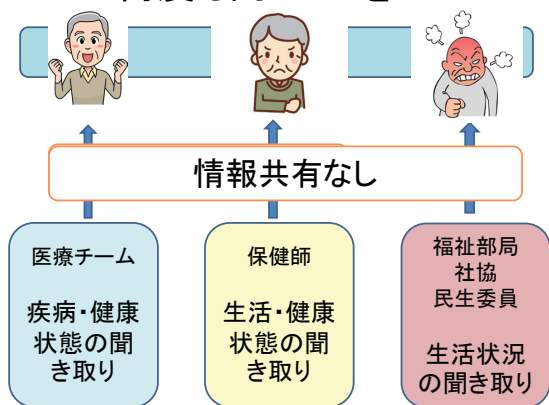 情報共有なし
医療チーム
疾病・健康
状態の聞
き取り
保健師
生活・健康
状態の聞
き取り
福祉部局
社協
民生委員
生活状況
の聞き取り